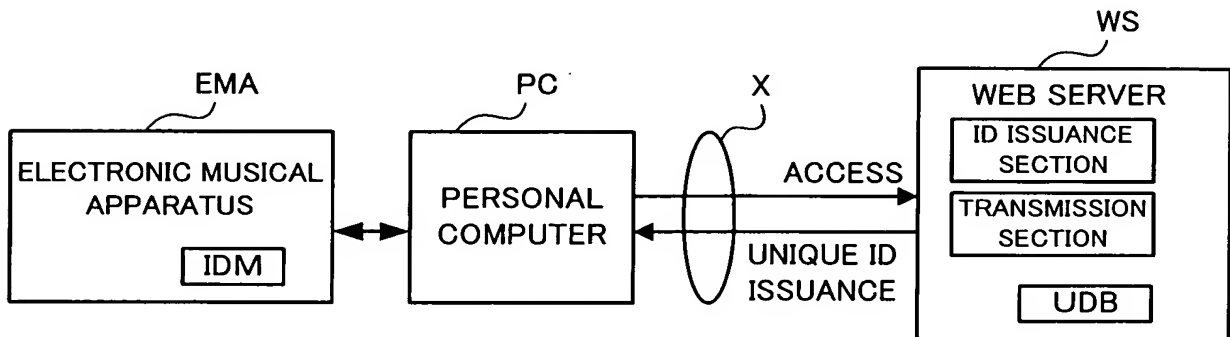 WS
EMA
PC
X
WEB SERVER
ID ISSUANCE
SECTION
TRANSMISSION
SECTION
UDB
ELECTRONIC MUSICAL
APPARATUS
IDM
PERSONAL
COMPUTER
ACCESS
UNIQUE ID
ISSUANCE